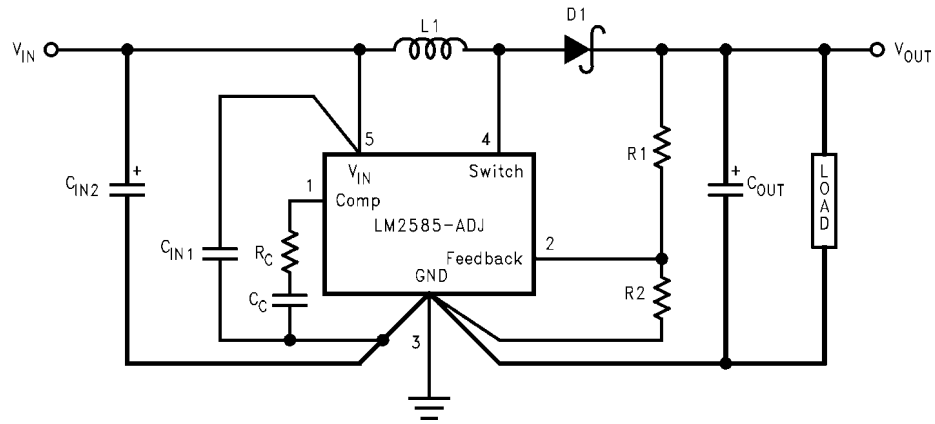 L1
D1
V_IN
V_OUT
5
4
V_IN
Switch
R1
1
Comp
C_IN2
+
LM2585-ADJ
+
C_OUT
LOAD
C_IN1
R_C
2
Feedback
GND
C_C
R2
3